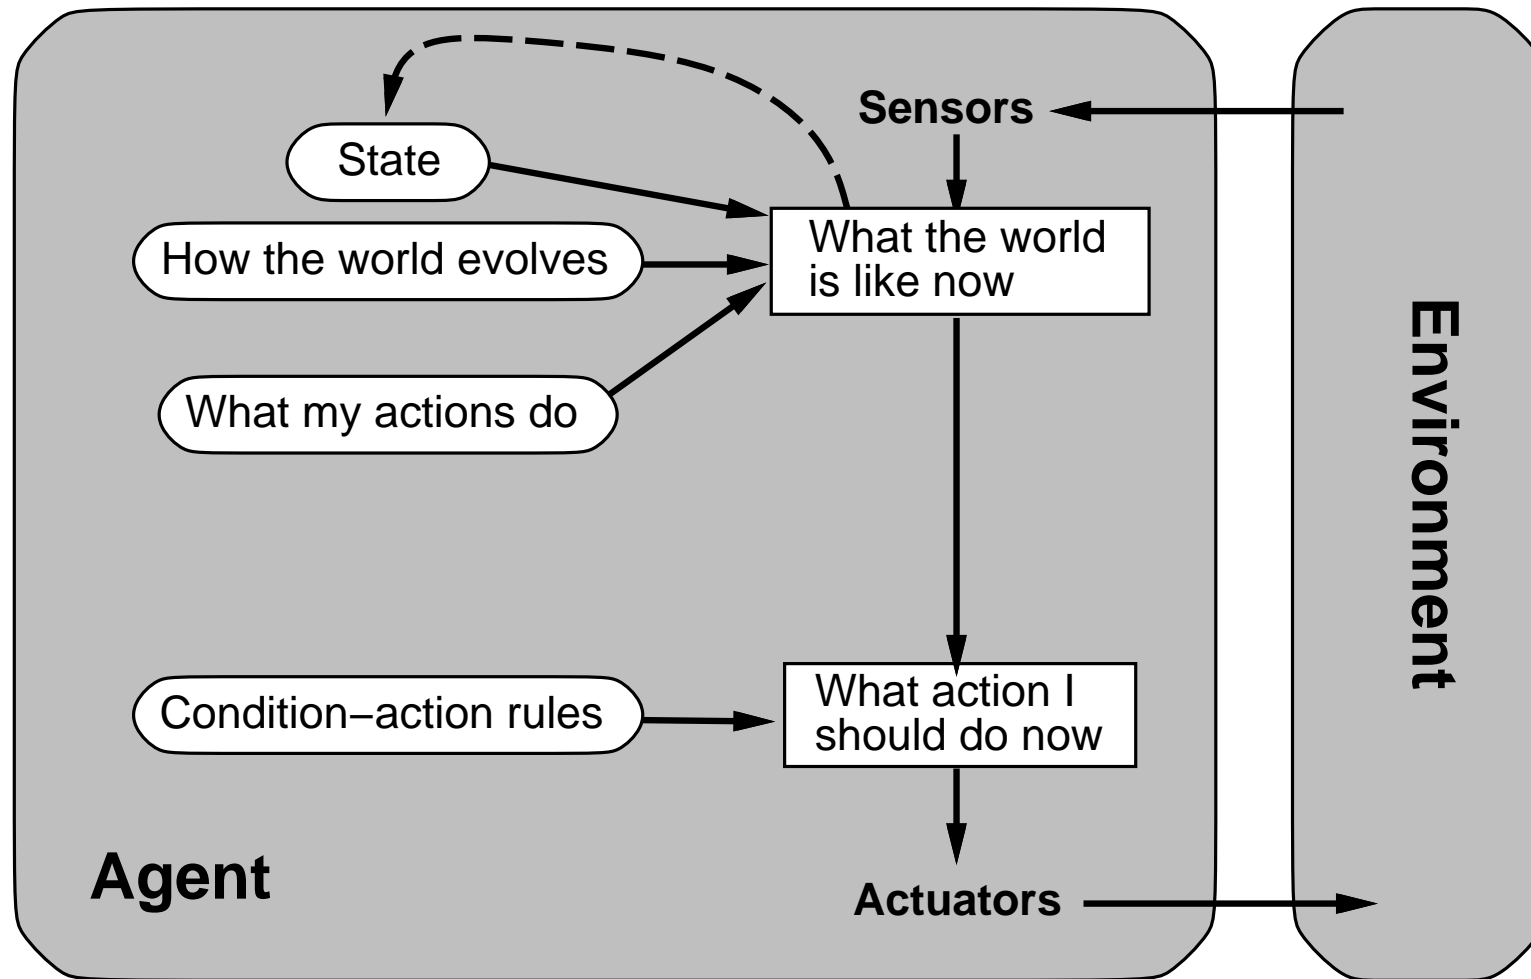 Sensors
State
What the world
is like now
How the world evolves
What my actions do
Environment
Condition−action rules
What action I
should do now
Agent
Actuators